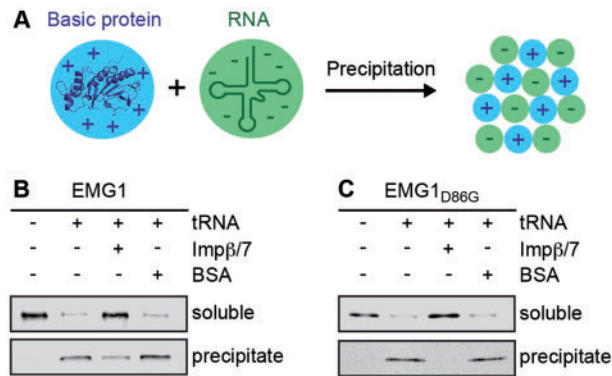 A Basic protein RNA
+ + + + + + + + - - - - - - Precipitation - + - + - + - + - + - + - -
B EMG1
- + + + tRNA
- - + - Impβ/7
- - - + BSA
soluble
precipitate
C EMG1D86G
- + + + tRNA
- - + - Impβ/7
- - - + BSA
soluble
precipitate